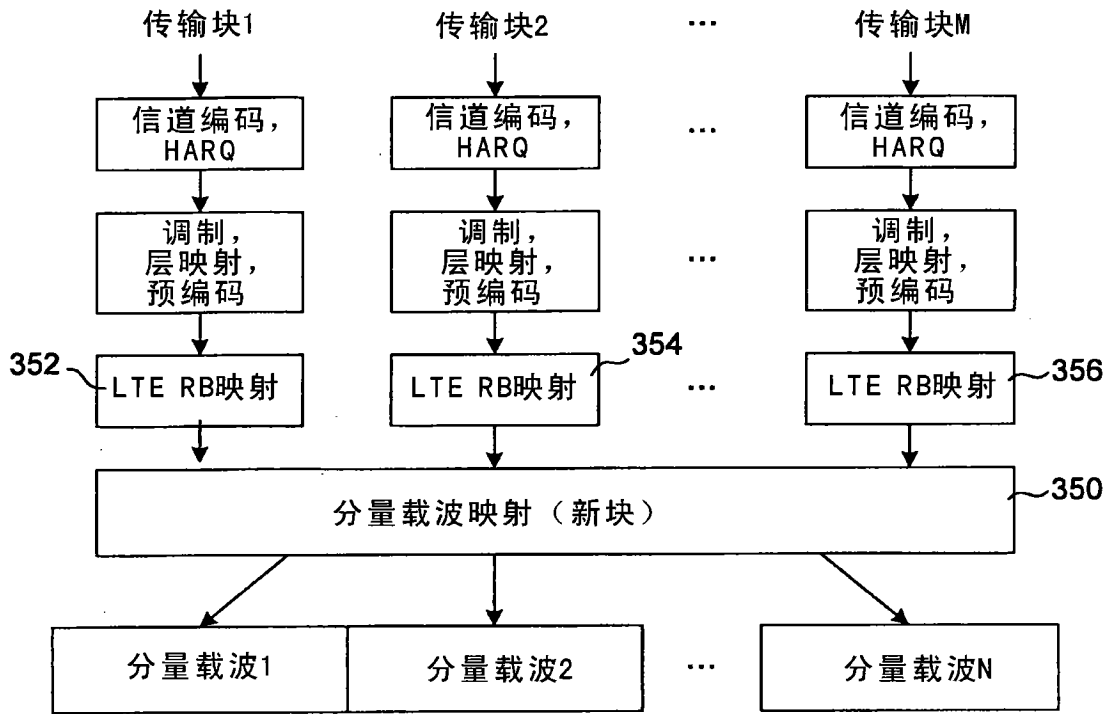 传输块1 传输块2 … 传输块M
信道编码， 信道编码， … 信道编码，
HARQ HARQ HARQ
调制， 调制， 调制，
层映射， 层映射， … 层映射，
预编码 预编码 预编码
352 354 356
LTE RB映射 LTE RB映射 … LTE RB映射
350
分量载波映射（新块）
分量载波1 分量载波2 … 分量载波N